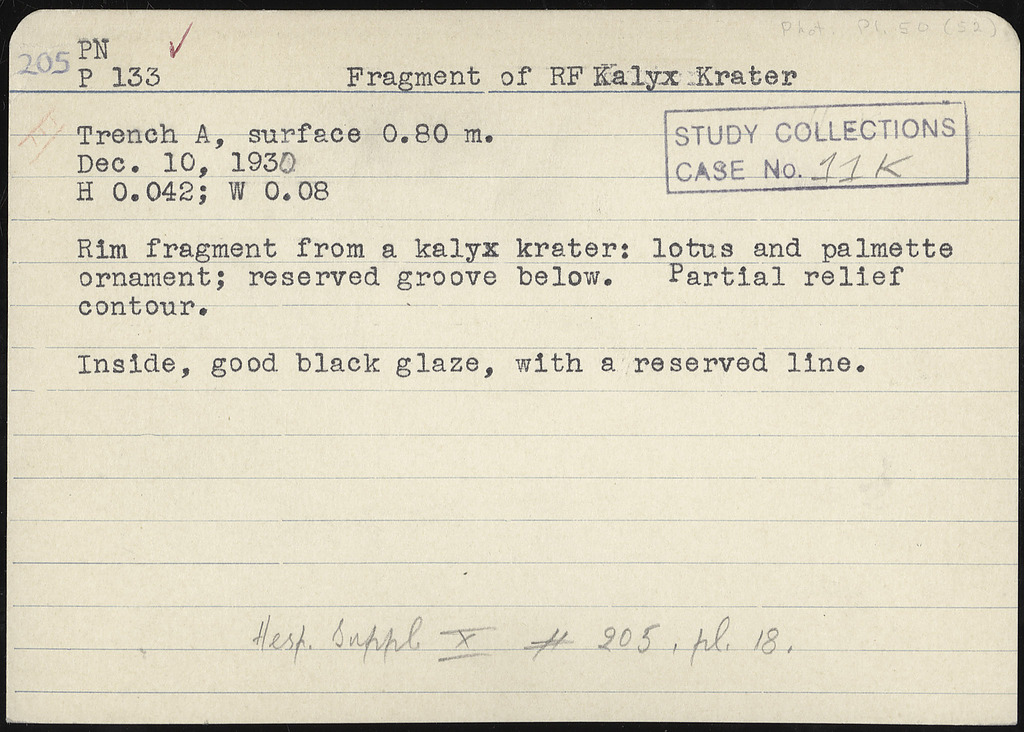 Phot. Pl. 50 (52)
205 PN
P 133 Fragment of RF Kalyx Krater
Trench A, surface 0.80 m.
Dec. 10, 1930
H 0.042; W 0.08
STUDY COLLECTIONS
CASE No. 11 K
Rim fragment from a kalyx krater: lotus and palmette
ornament; reserved groove below. Partial relief
contour.
Inside, good black glaze, with a reserved line.
Hesp. Suppl. X # 205, pl. 18.